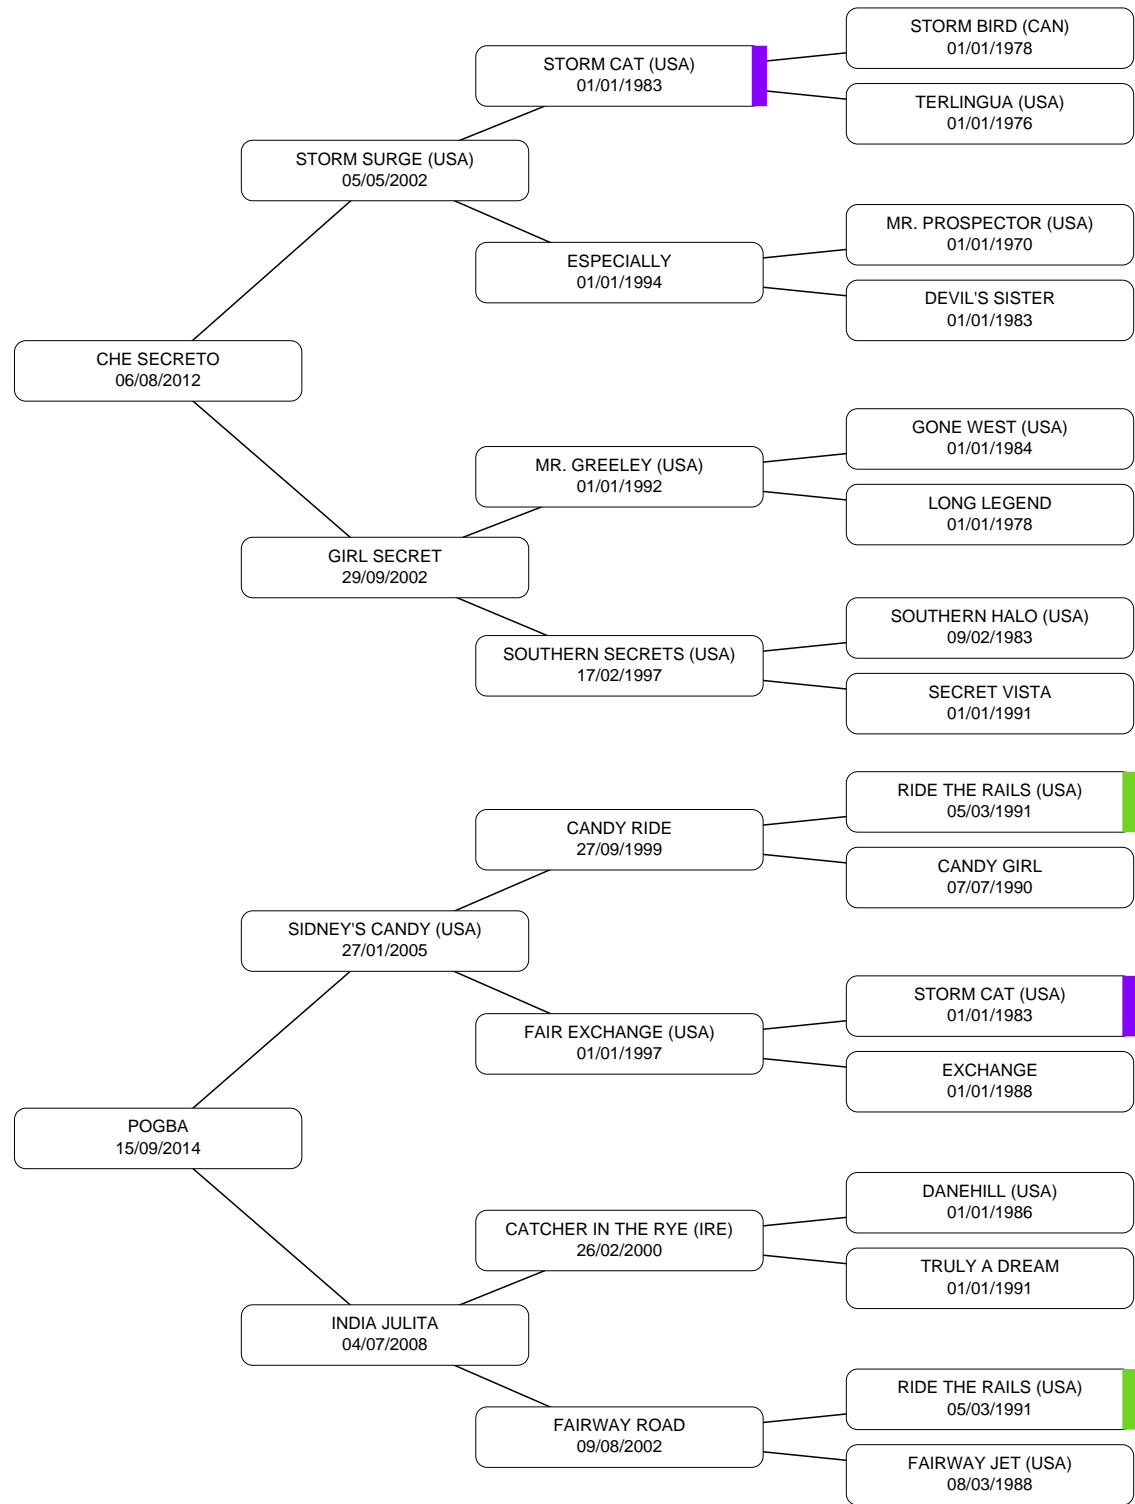 STORM BIRD (CAN)
01/01/1978
STORM CAT (USA)
01/01/1983
TERLINGUA (USA)
01/01/1976
STORM SURGE (USA)
05/05/2002
MR. PROSPECTOR (USA)
01/01/1970
ESPECIALLY
01/01/1994
DEVIL'S SISTER
01/01/1983
CHE SECRETO
06/08/2012
GONE WEST (USA)
01/01/1984
MR. GREELEY (USA)
01/01/1992
LONG LEGEND
01/01/1978
GIRL SECRET
29/09/2002
SOUTHERN HALO (USA)
09/02/1983
SOUTHERN SECRETS (USA)
17/02/1997
SECRET VISTA
01/01/1991
RIDE THE RAILS (USA)
05/03/1991
CANDY RIDE
27/09/1999
CANDY GIRL
07/07/1990
SIDNEY'S CANDY (USA)
27/01/2005
STORM CAT (USA)
01/01/1983
FAIR EXCHANGE (USA)
01/01/1997
EXCHANGE
01/01/1988
POGBA
15/09/2014
DANEHILL (USA)
01/01/1986
CATCHER IN THE RYE (IRE)
26/02/2000
TRULY A DREAM
01/01/1991
INDIA JULITA
04/07/2008
RIDE THE RAILS (USA)
05/03/1991
FAIRWAY ROAD
09/08/2002
FAIRWAY JET (USA)
08/03/1988